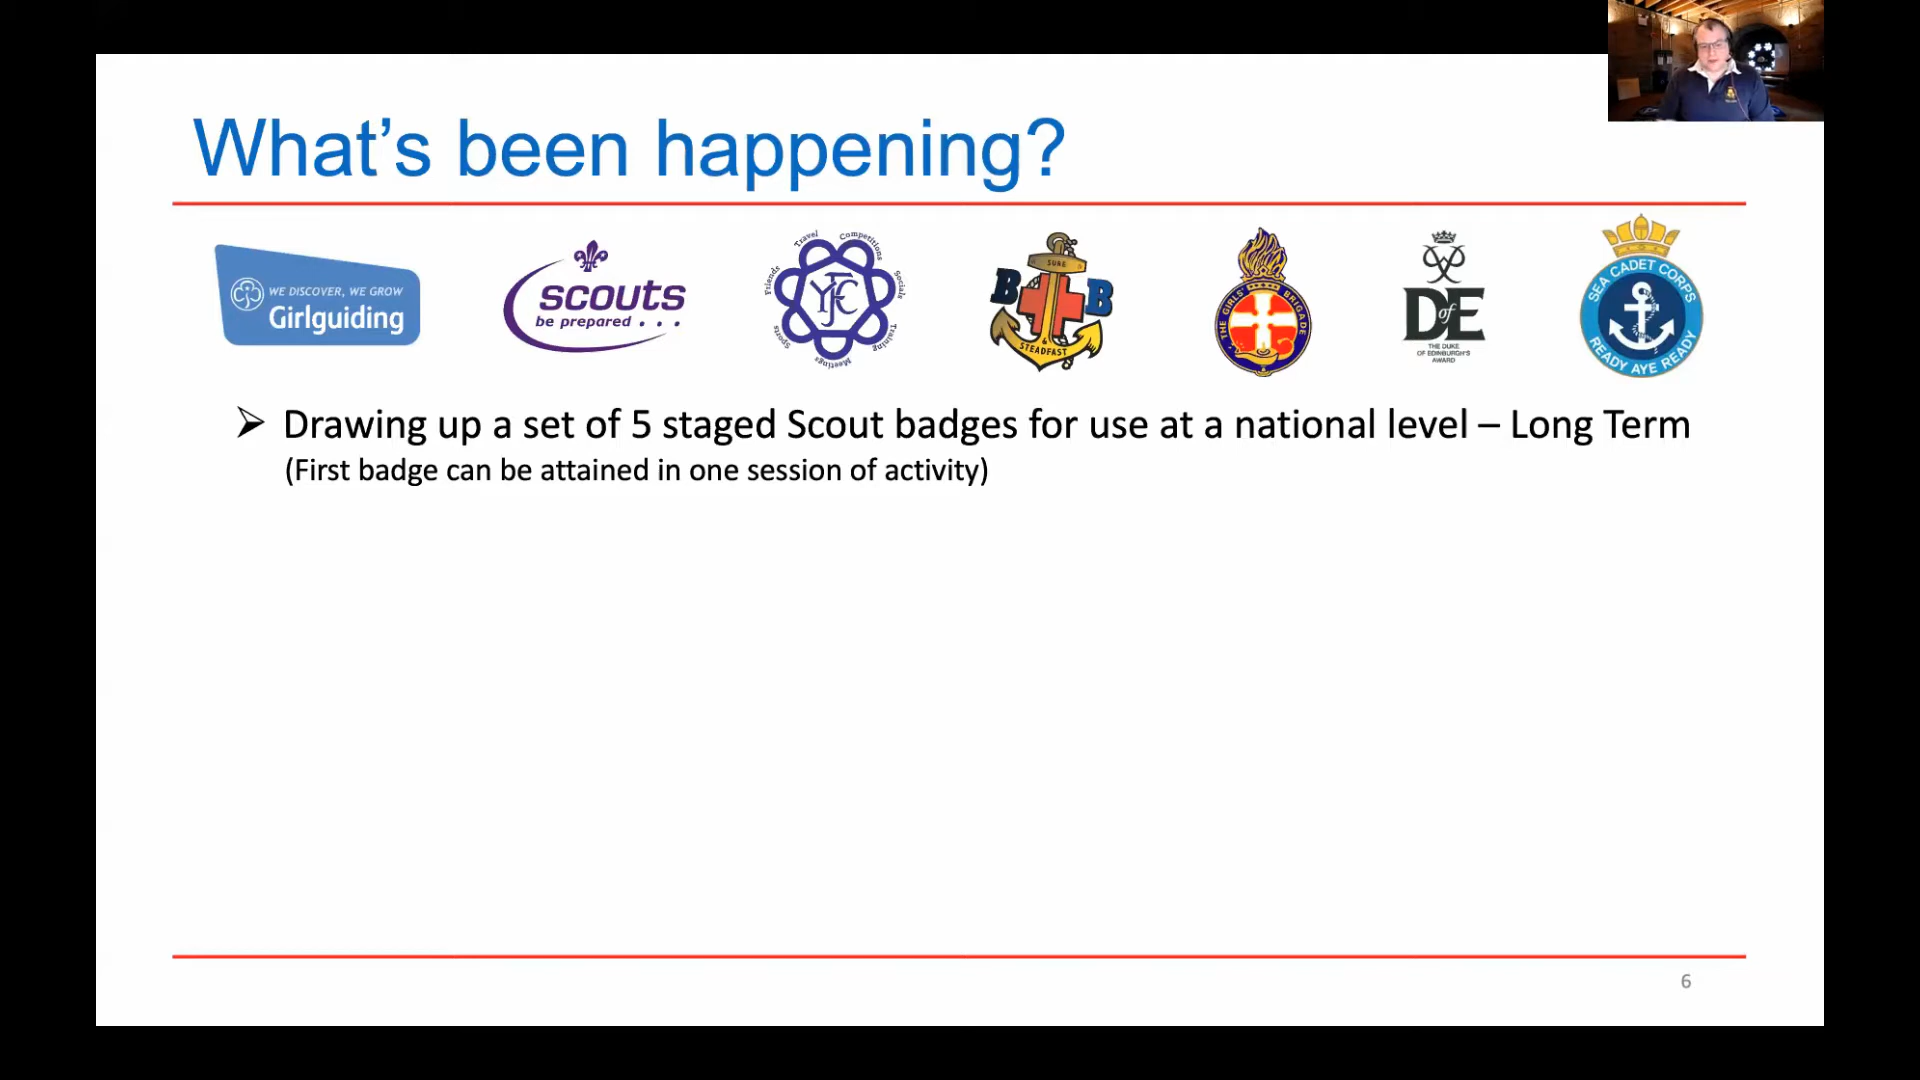 What's been happening?
WE DISCOVER, WE GROW
Girlguiding
scouts
be prepared . . .
Travel
Competitions
Socials
Training
Meetings
Sports
Friends
YFC
SURE
B B
& STEADFAST
THE GIRLS' BRIGADE
DofE
THE DUKE
OF EDINBURGH'S
AWARD
SEA CADET CORPS
READY AYE READY
➢ Drawing up a set of 5 staged Scout badges for use at a national level – Long Term
(First badge can be attained in one session of activity)
6